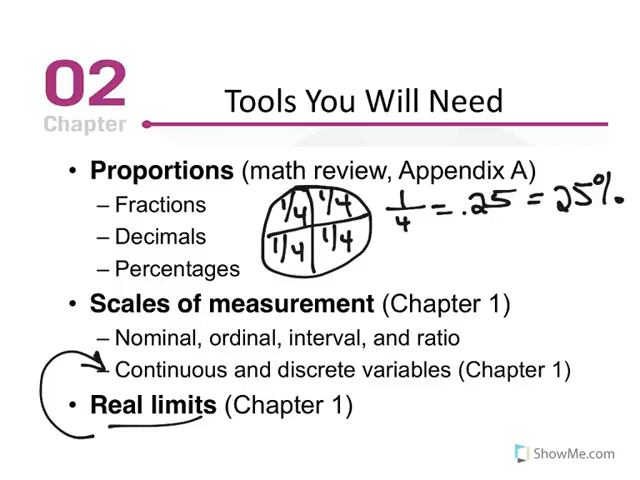 02
Chapter
Tools You Will Need
• Proportions (math review, Appendix A)
– Fractions
– Decimals
– Percentages
1/4 1/4
1/4 1/4
1/4 = .25 = 25%
• Scales of measurement (Chapter 1)
– Nominal, ordinal, interval, and ratio
– Continuous and discrete variables (Chapter 1)
• Real limits (Chapter 1)
ShowMe.com